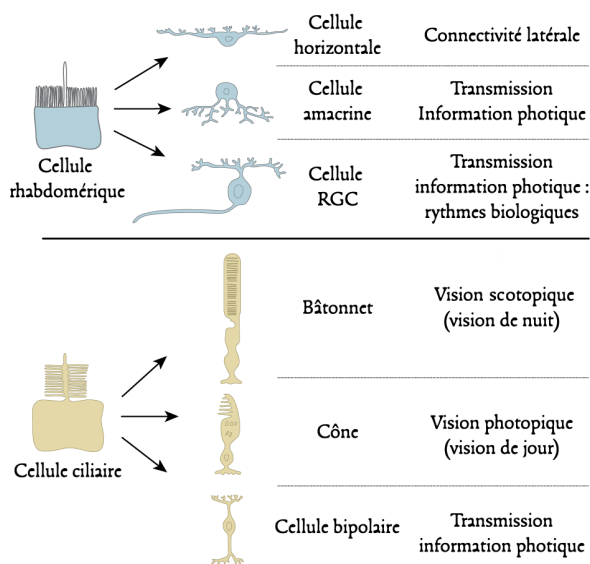 Cellule
horizontale
Connectivité latérale
Cellule
amacrine
Transmission
Information photique
Cellule
rhabdomérique
Cellule
RGC
Transmission
information photique :
rythmes biologiques
Bâtonnet
Vision scotopique
(vision de nuit)
Cellule ciliaire
Cône
Vision photopique
(vision de jour)
Cellule bipolaire
Transmission
information photique